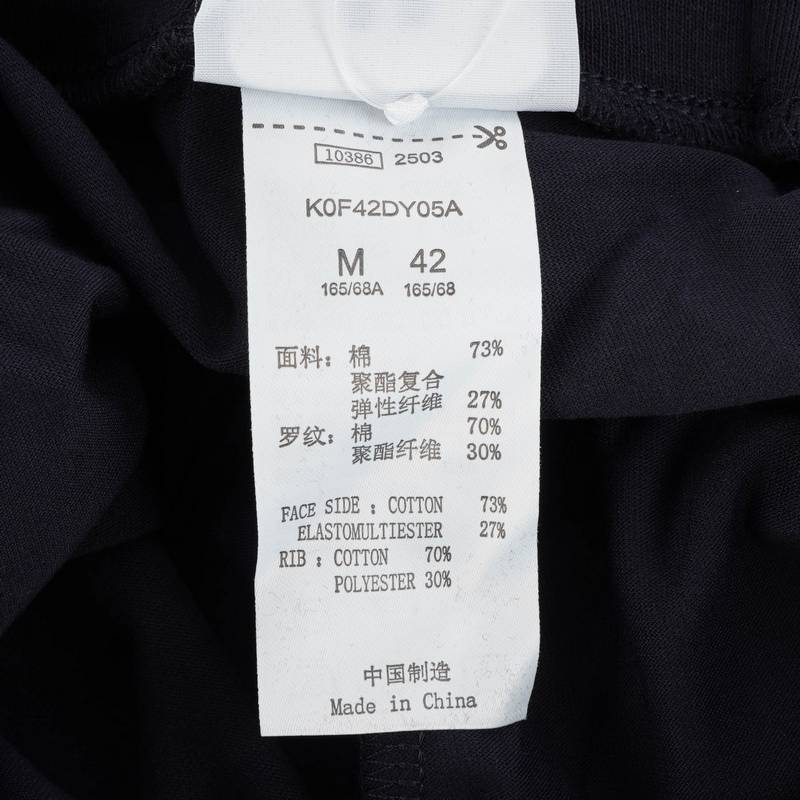 10386 2503
K0F42DY05A
M 42
165/68A 165/68
面料：棉 73%
聚酯复合
弹性纤维 27%
罗纹：棉 70%
聚酯纤维 30%
FACE SIDE : COTTON 73%
ELASTOMULTIESTER 27%
RIB : COTTON 70%
POLYESTER 30%
中国制造
Made in China